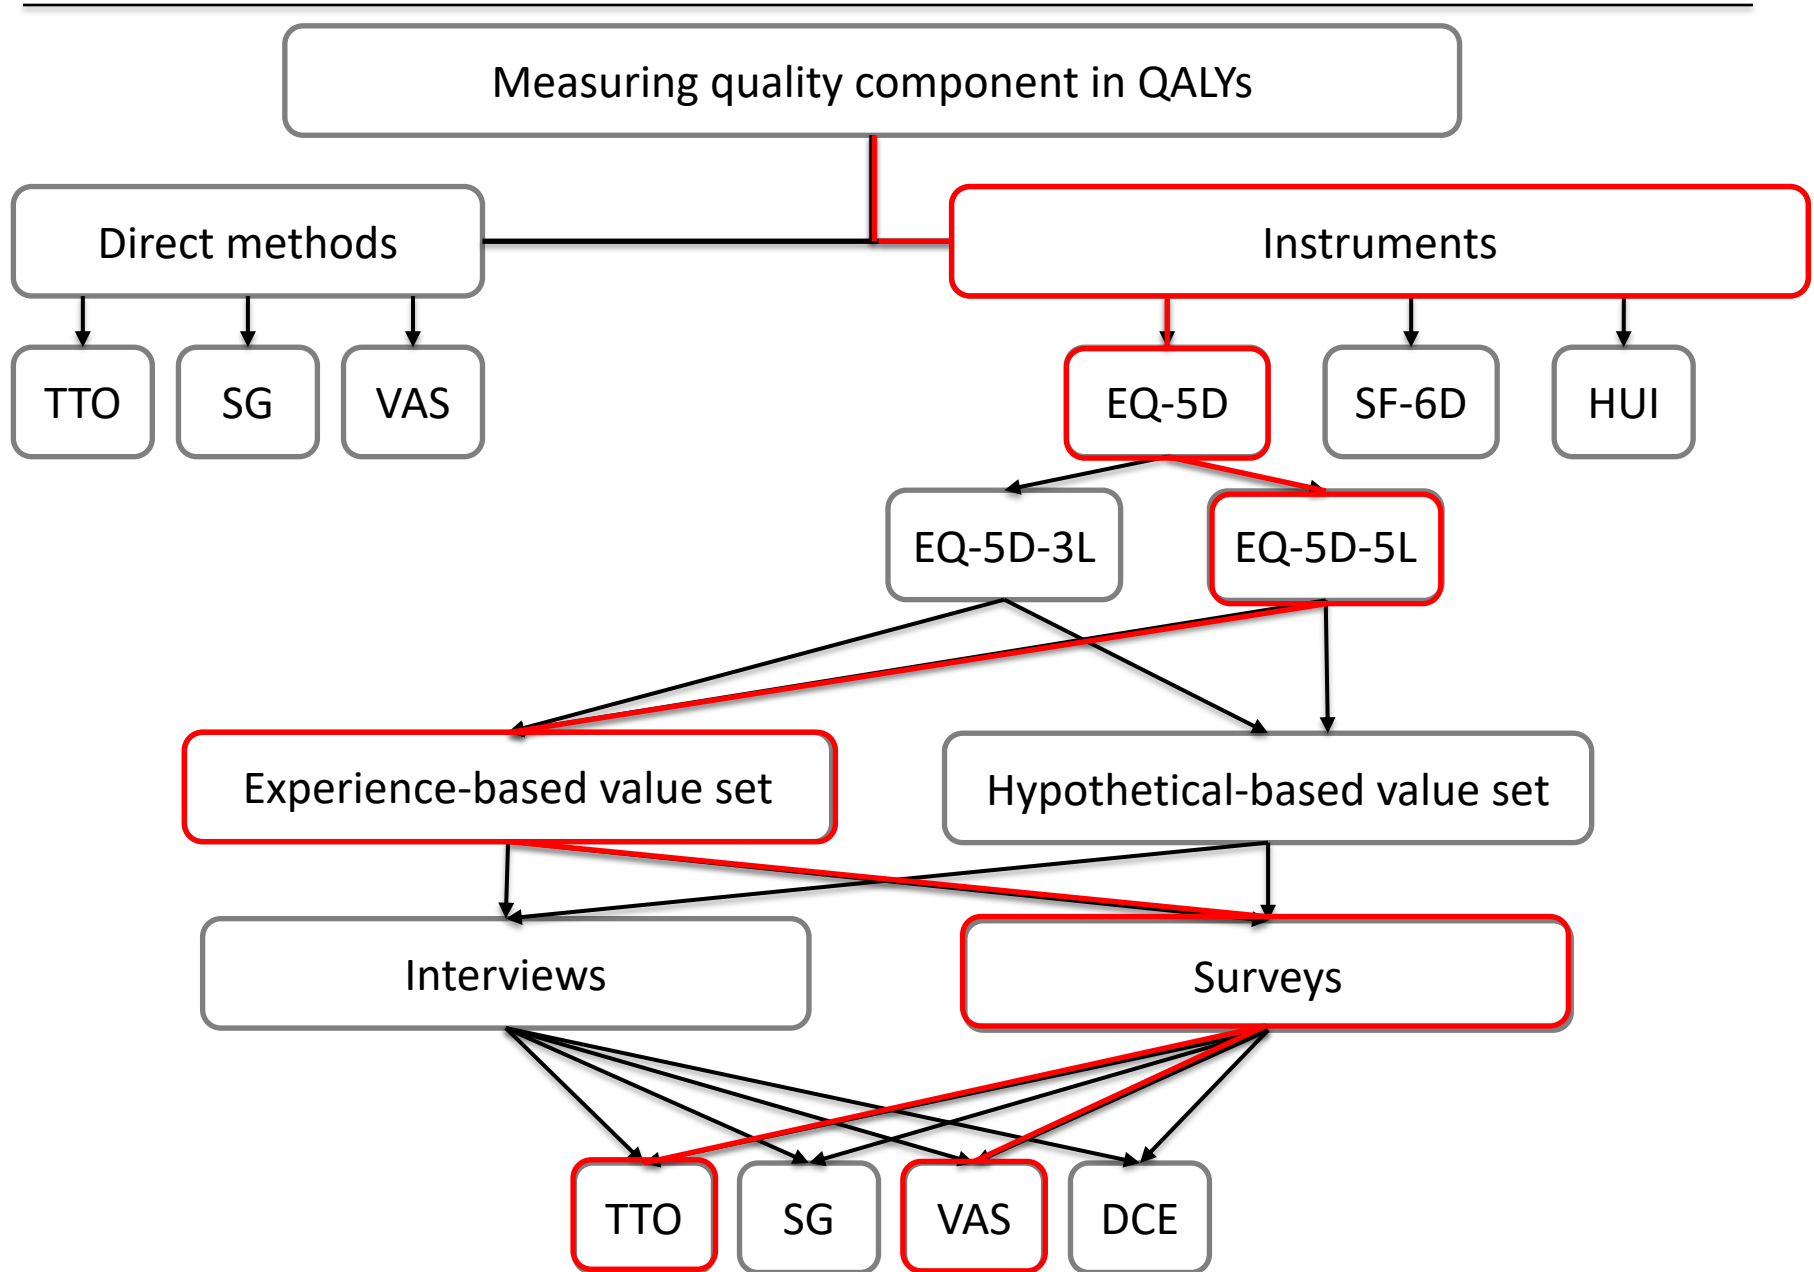 Measuring quality component in QALYs
Direct methods
Instruments
TTO
SG
VAS
EQ-5D
SF-6D
HUI
EQ-5D-3L
EQ-5D-5L
Experience-based value set
Hypothetical-based value set
Interviews
Surveys
TTO
SG
VAS
DCE